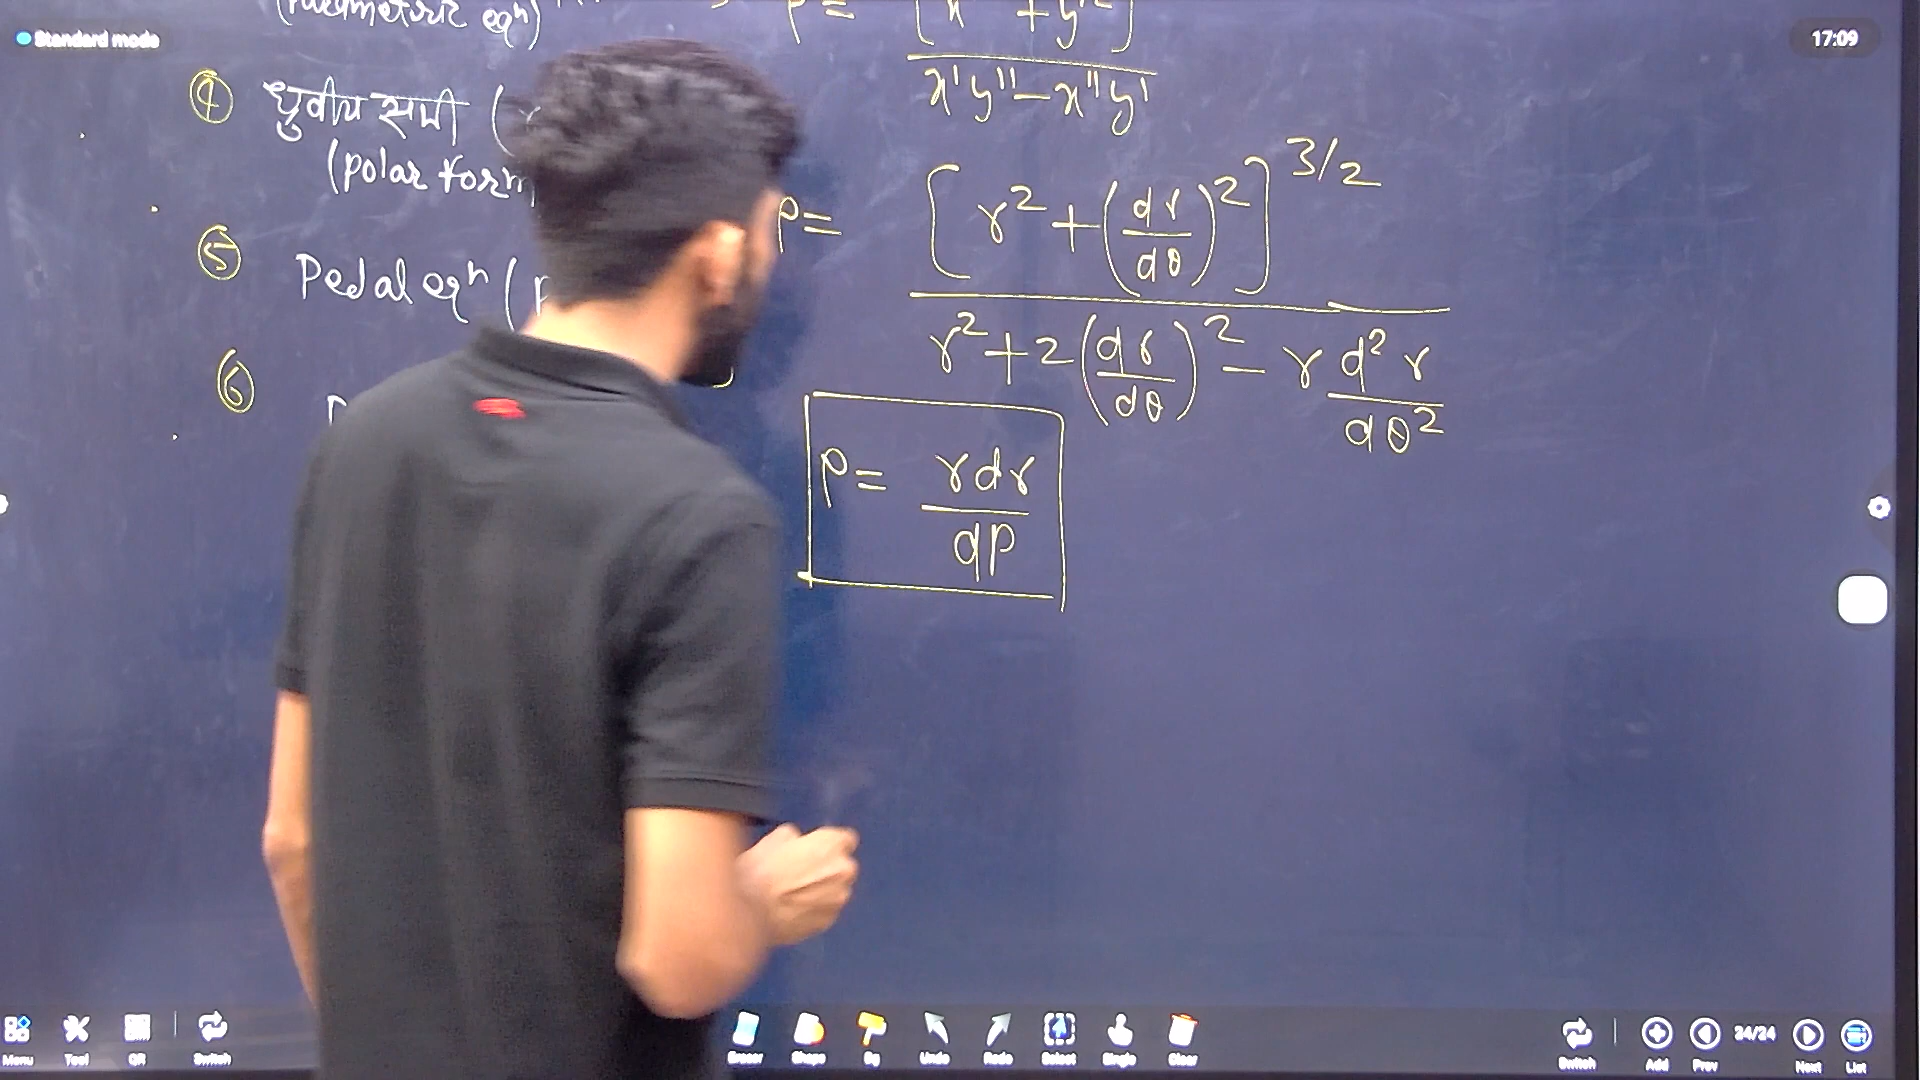 Standard mode
17:09
(parametric eqⁿ)
ρ = [x'² + y'²]
x'y'' - x''y'
④ ध्रुवीय समी (
(polar form
ρ = [r² + (dr/dθ)²]^3/2
r² + 2(dr/dθ)² - r d²r/dθ²
⑤ Pedal eqⁿ (p
ρ = rdr/dp
⑥
Menu Tool QR Switch Eraser Shape Bg Undo Redo Select Single Clear Switch Add Prev 24/24 Next List